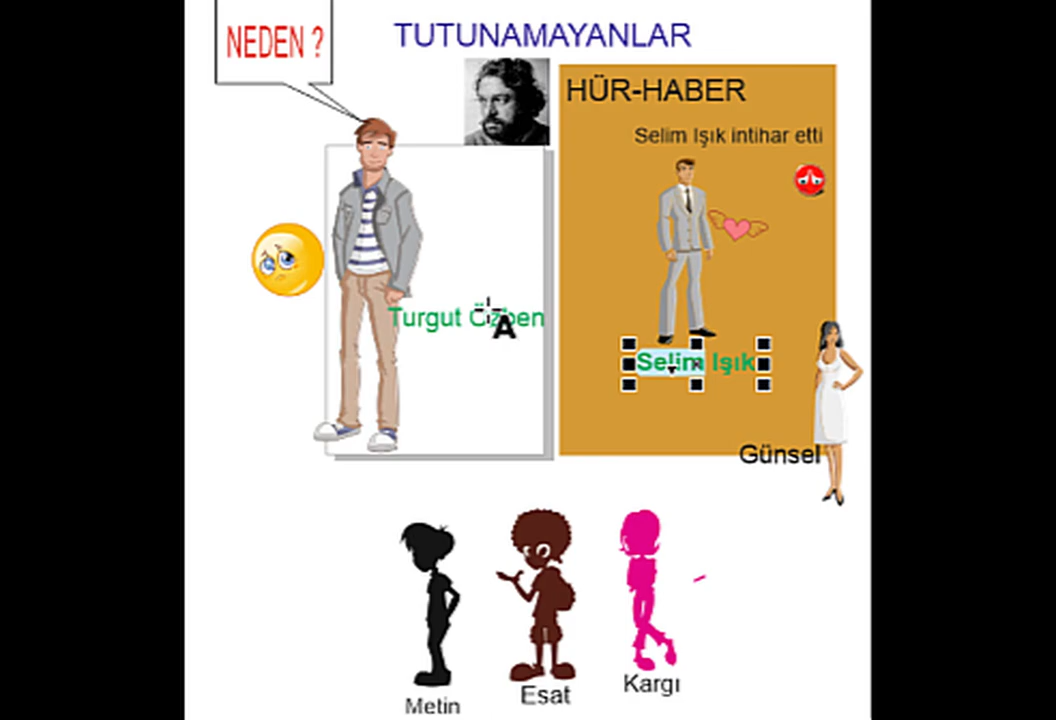 NEDEN ?
TUTUNAMAYANLAR
HÜR-HABER
Selim Işık intihar etti
Turgut Özben
Selim Işık
Günsel
Metin
Esat
Kargı